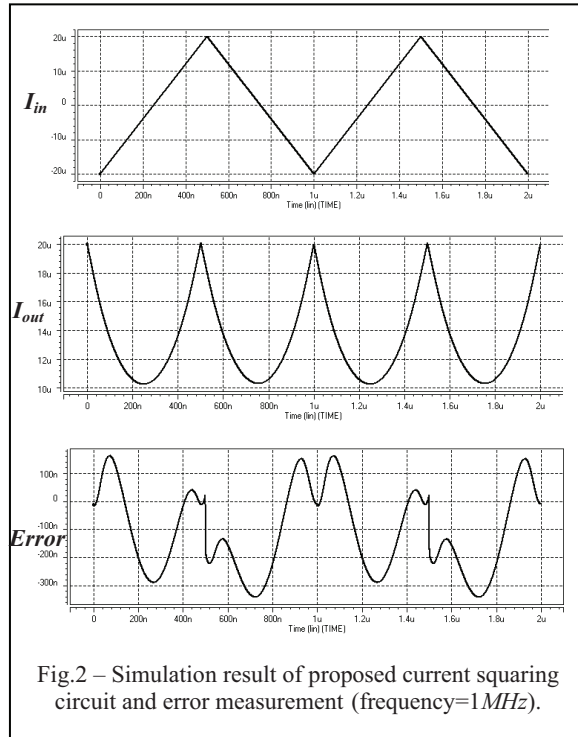 20u
10u
0
-10u
-20u
I_in
0 200n 400n 600n 800n 1u 1.2u 1.4u 1.6u 1.8u 2u
Time (lin) (TIME)
20u
18u
16u
14u
12u
10u
I_out
0 200n 400n 600n 800n 1u 1.2u 1.4u 1.6u 1.8u 2u
Time (lin) (TIME)
100n
0
-100n
-200n
-300n
Error
0 200n 400n 600n 800n 1u 1.2u 1.4u 1.6u 1.8u 2u
Time (lin) (TIME)
Fig.2 – Simulation result of proposed current squaring
circuit and error measurement (frequency=1MHz).